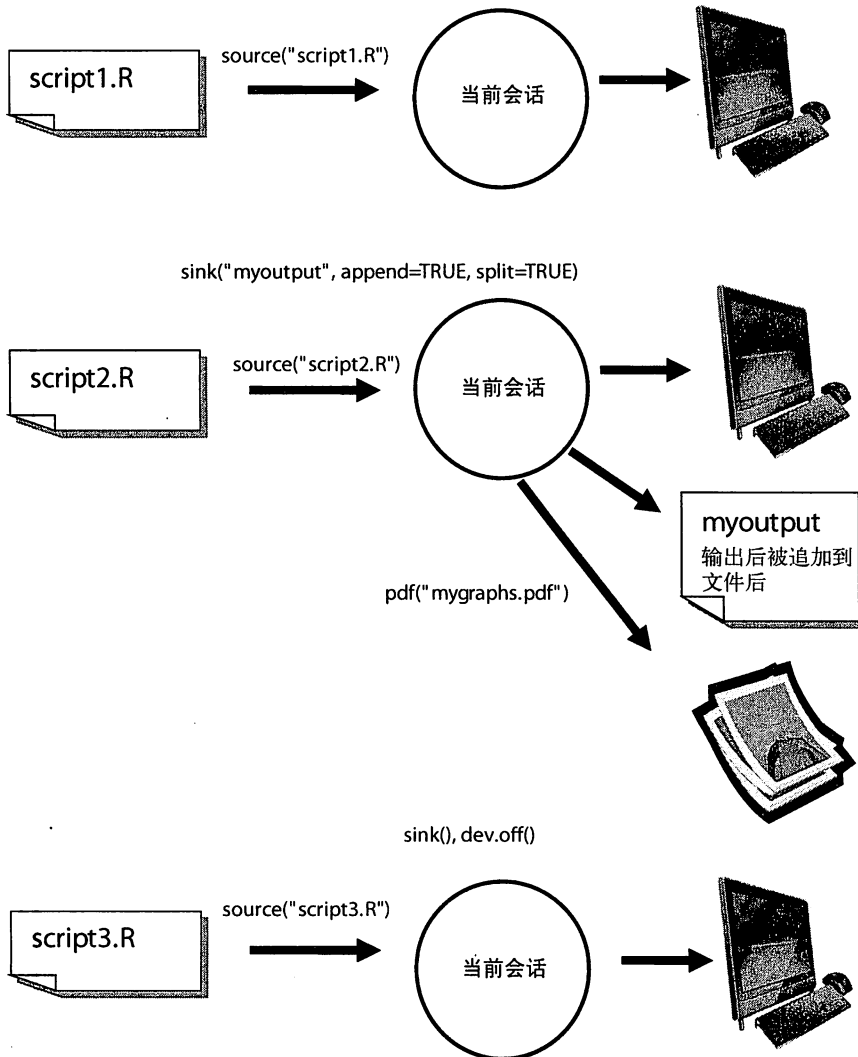 script1.R
source("script1.R")
当前会话
sink("myoutput", append=TRUE, split=TRUE)
script2.R
source("script2.R")
当前会话
myoutput
输出后被追加到
文件后
pdf("mygraphs.pdf")
sink(), dev.off()
script3.R
source("script3.R")
当前会话